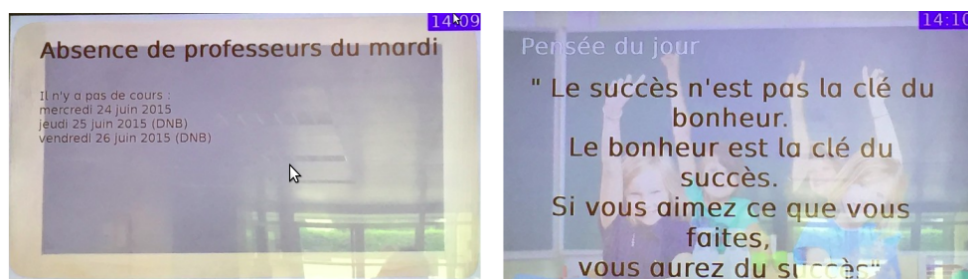 14:09
Absence de professeurs du mardi
Il n'y a pas de cours :
mercredi 24 juin 2015
jeudi 25 juin 2015 (DNB)
vendredi 26 juin 2015 (DNB)
14:10
Pensée du jour
" Le succès n'est pas la clé du
bonheur.
Le bonheur est la clé du
succès.
Si vous aimez ce que vous
faites,
vous aurez du succès"